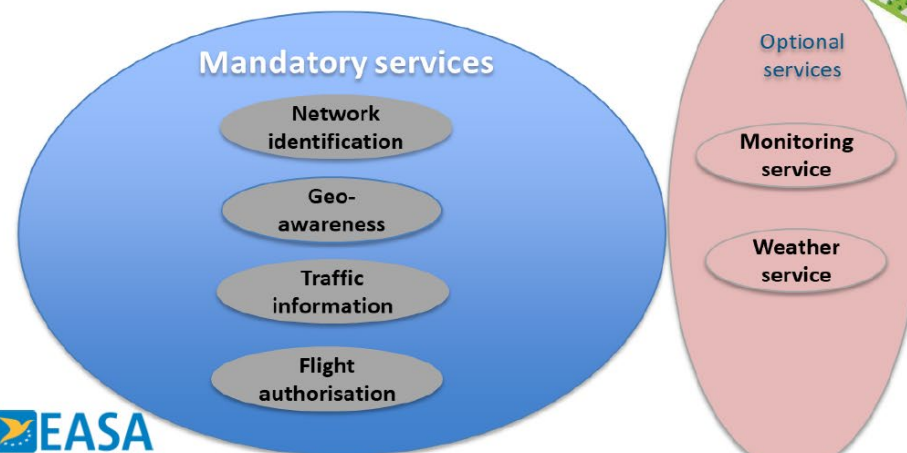 Mandatory services
Network
identification
Geo-
awareness
Traffic
information
Flight
authorisation
Optional
services
Monitoring
service
Weather
service
EASA